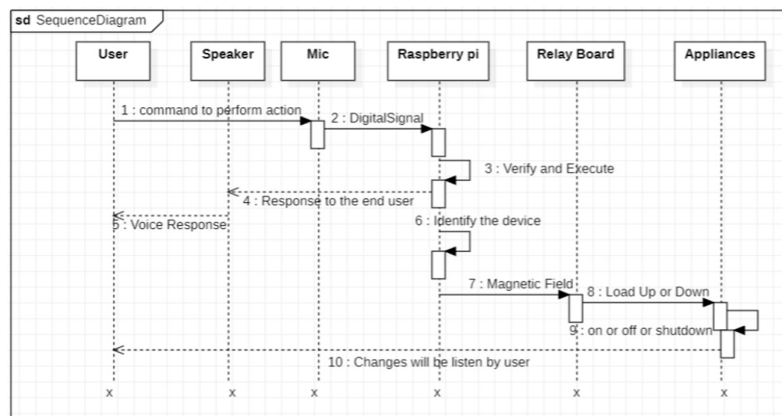 sd SequenceDiagram
User
Speaker
Mic
Raspberry pi
Relay Board
Appliances
1 : command to perform action
2 : DigitalSignal
3 : Verify and Execute
4 : Response to the end user
5 : Voice Response
6 : Identify the device
7 : Magnetic Field
8 : Load Up or Down
9 : on or off or shutdown
10 : Changes will be listen by user
x x x x x x